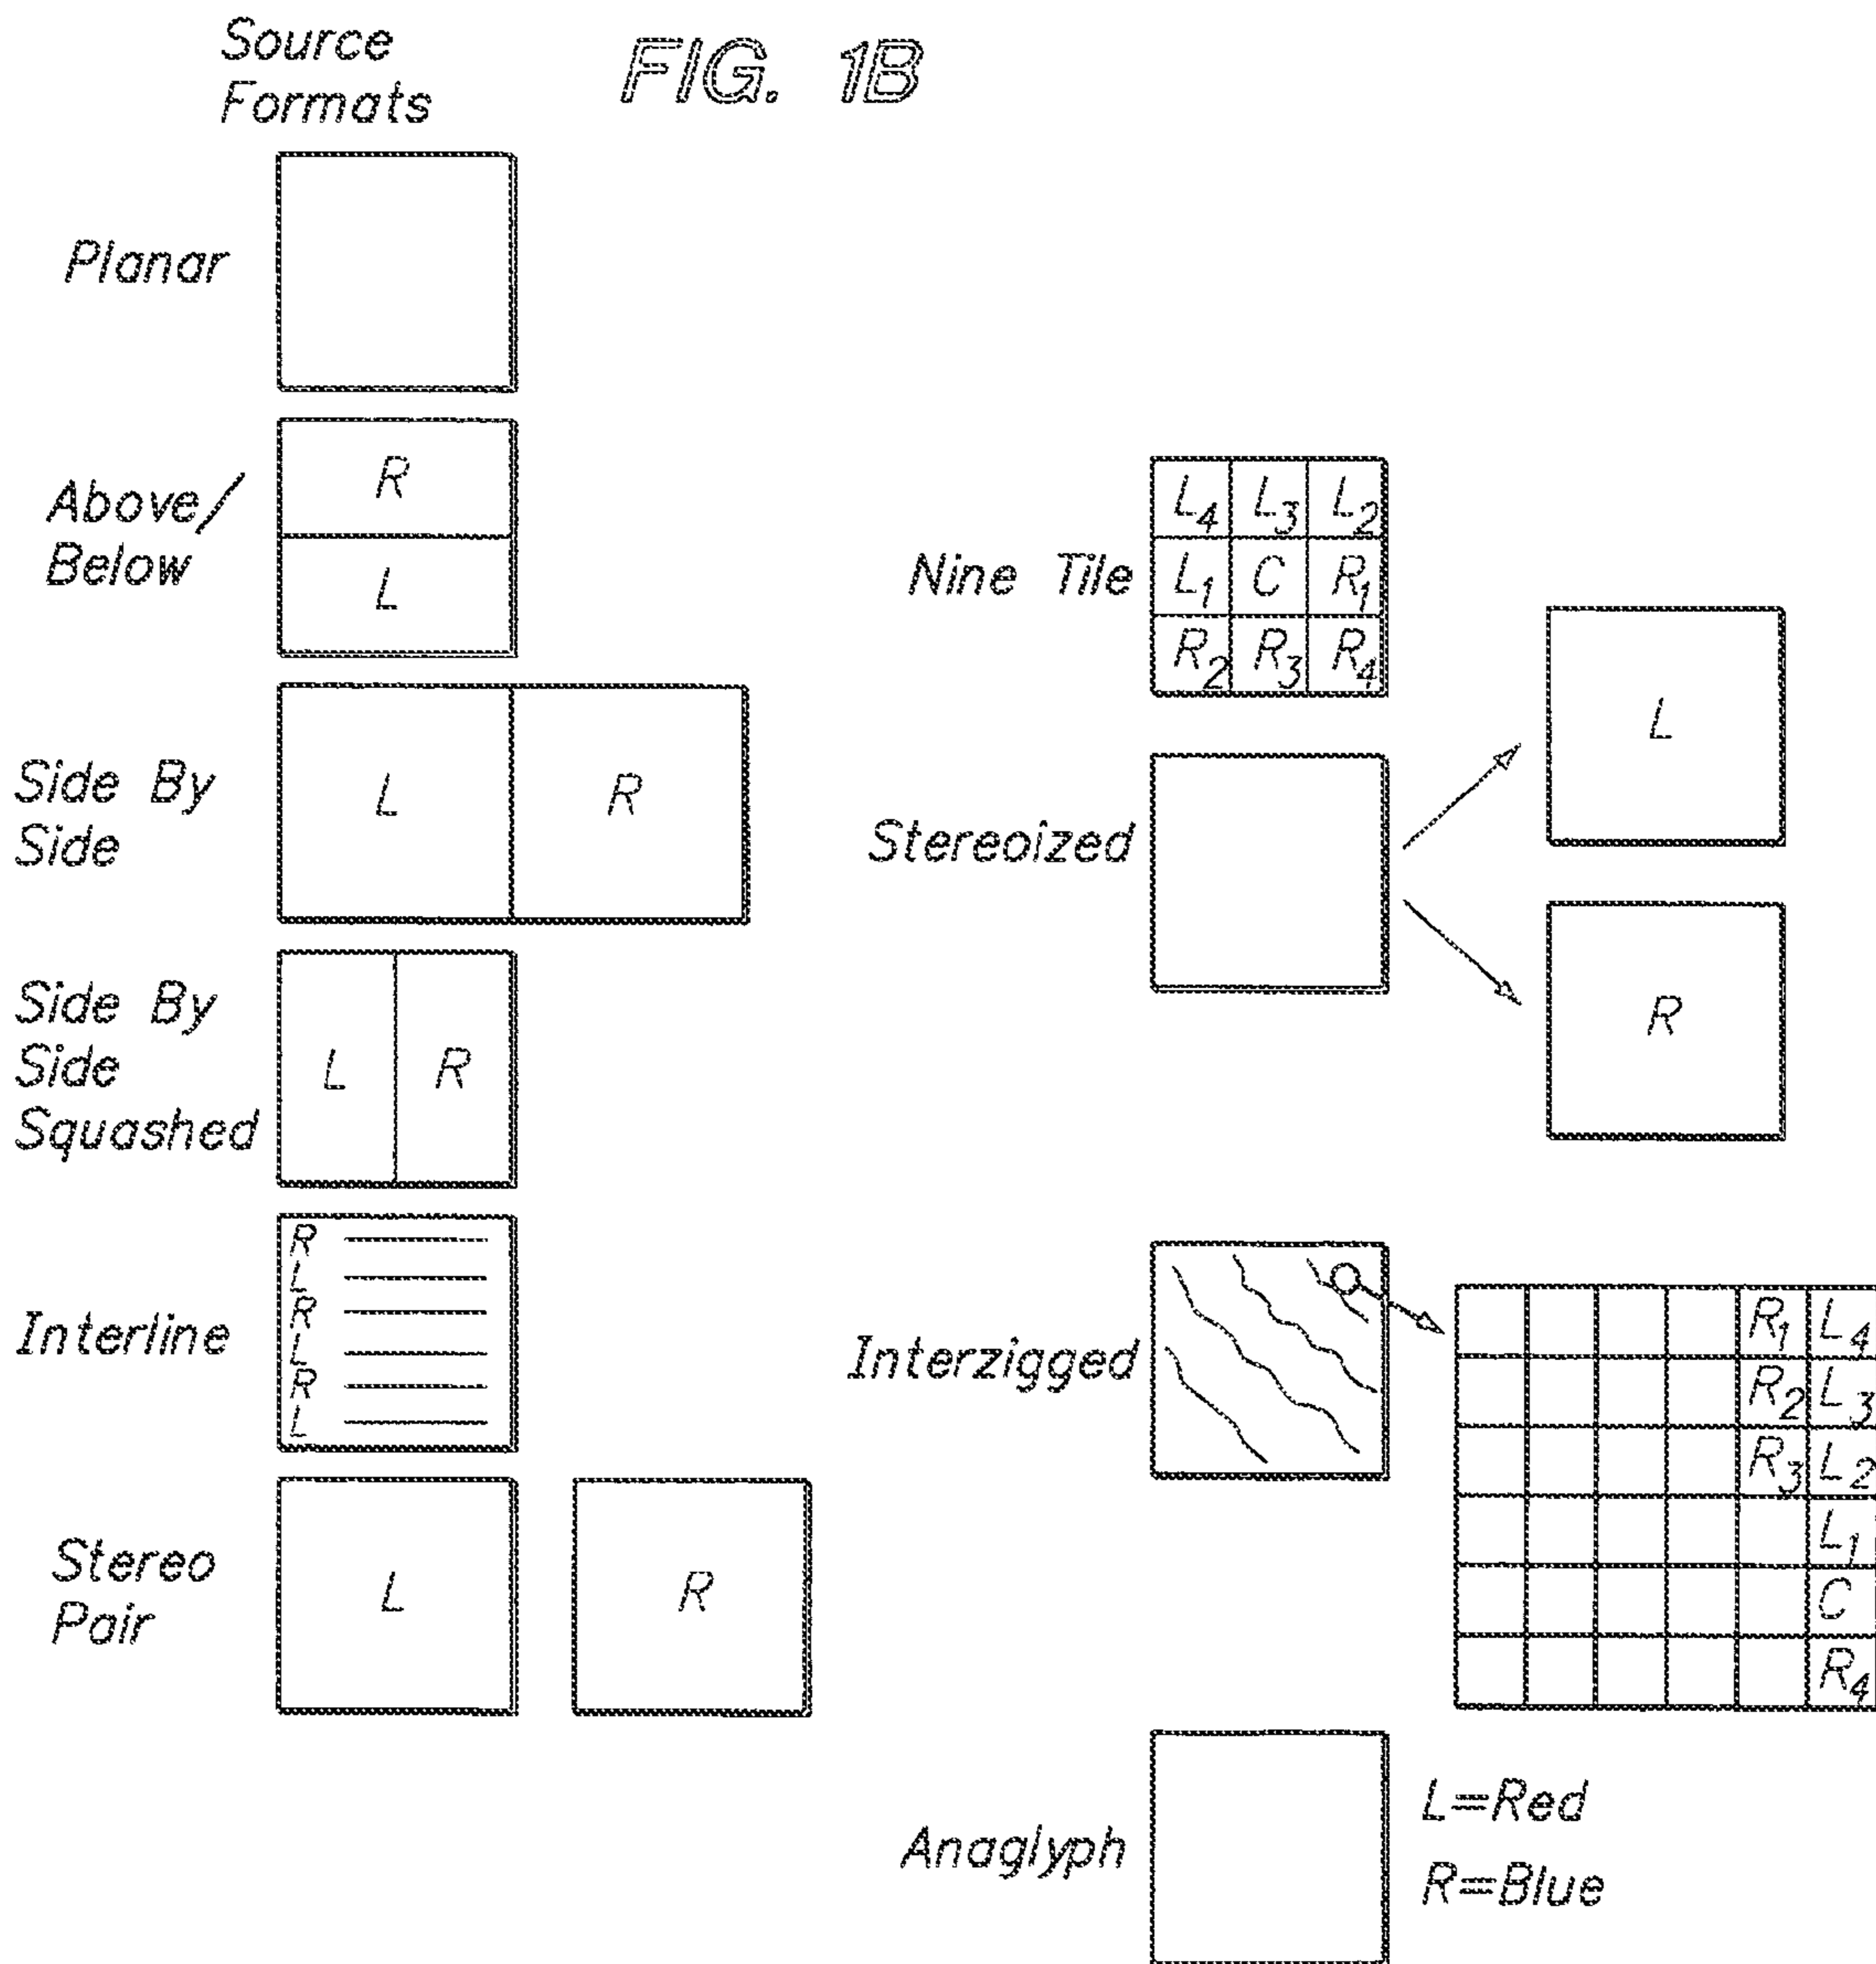 Source
Formats
FIG. 1B
Planar
Above/
Below
R
L
Side By
Side
L R
Side By
Side
Squashed
L R
Interline
R
L
R
L
R
L
Stereo
Pair
L R
Nine Tile
L4 L3 L2
L1 C R1
R2 R3 R4
Stereoized
L
R
Interzigged
R1 L4
R2 L3
R3 L2
L1
C
R4
Anaglyph
L=Red
R=Blue